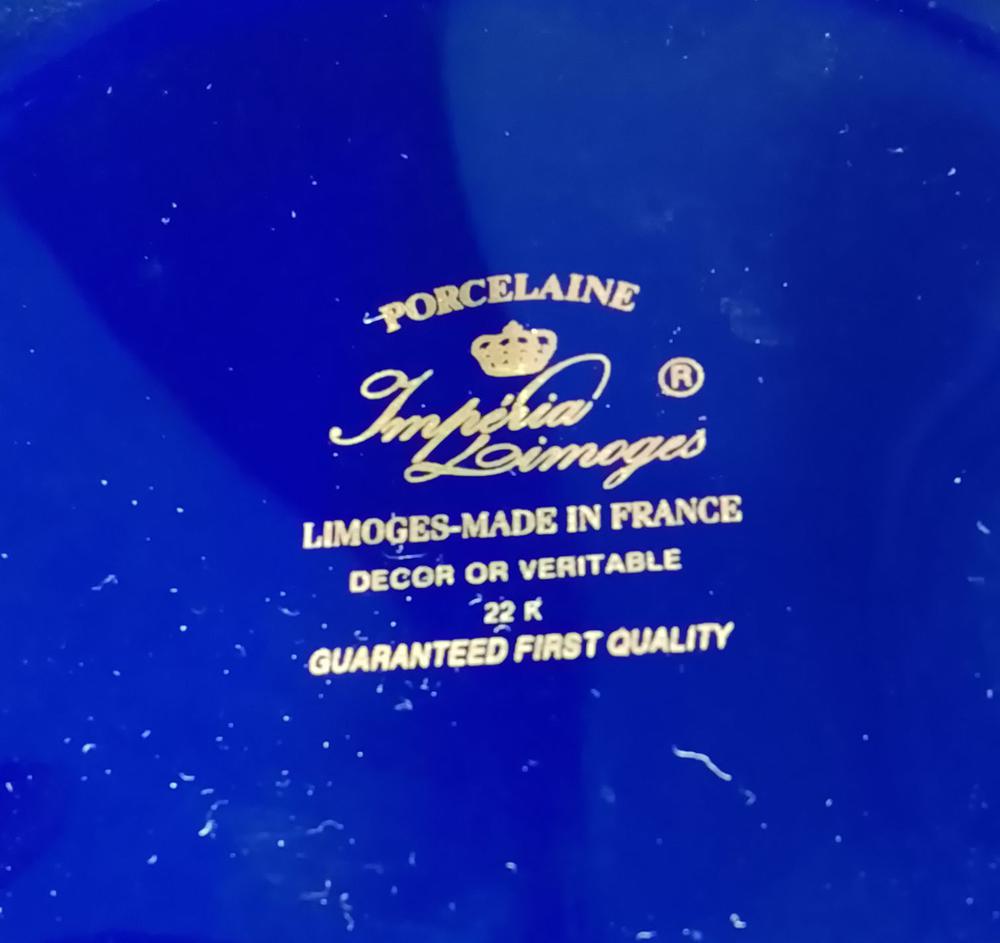 PORCELAINE
Impéria ®
Limoges
LIMOGES-MADE IN FRANCE
DECOR OR VERITABLE
22 K
GUARANTEED FIRST QUALITY